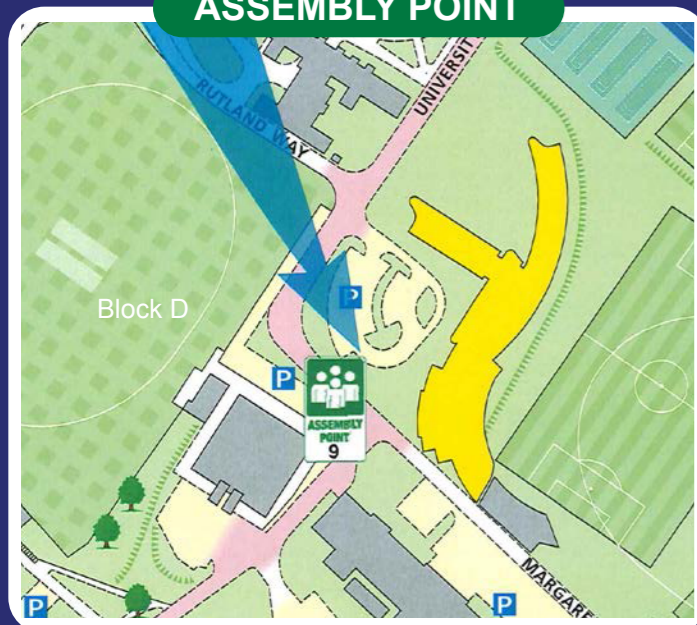 ASSEMBLY POINT
RUTLAND WAY
UNIVERSIT
P
Block D
P
ASSEMBLY
POINT
9
MARGARE
P
P